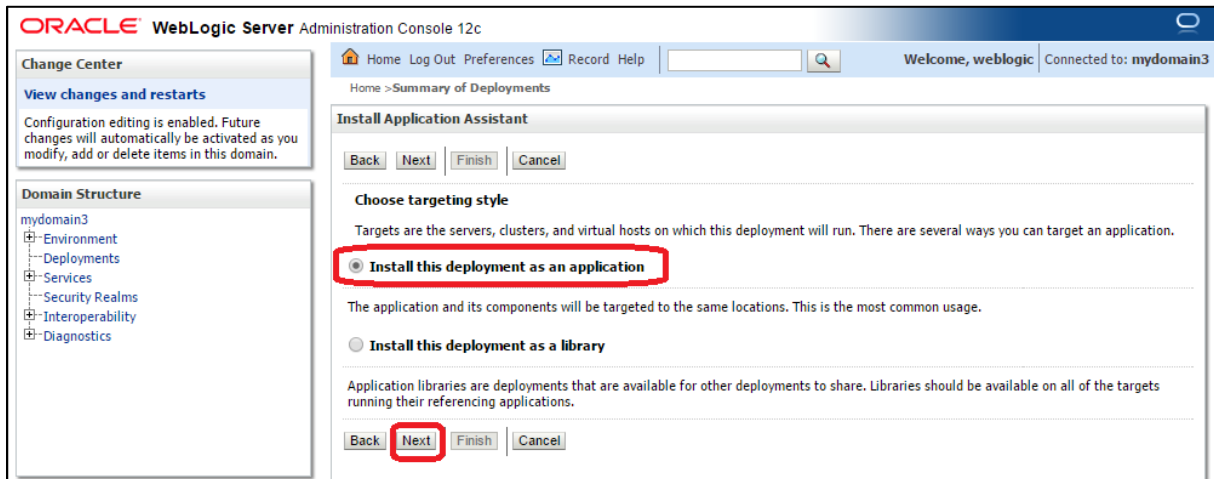 ORACLE WebLogic Server Administration Console 12c
Change Center
View changes and restarts
Configuration editing is enabled. Future
changes will automatically be activated as you
modify, add or delete items in this domain.
Domain Structure
mydomain3
Environment
Deployments
Services
Security Realms
Interoperability
Diagnostics
Home Log Out Preferences Record Help
Welcome, weblogic Connected to: mydomain3
Home >Summary of Deployments
Install Application Assistant
Back Next Finish Cancel
Choose targeting style
Targets are the servers, clusters, and virtual hosts on which this deployment will run. There are several ways you can target an application.
Install this deployment as an application
The application and its components will be targeted to the same locations. This is the most common usage.
Install this deployment as a library
Application libraries are deployments that are available for other deployments to share. Libraries should be available on all of the targets
running their referencing applications.
Back Next Finish Cancel